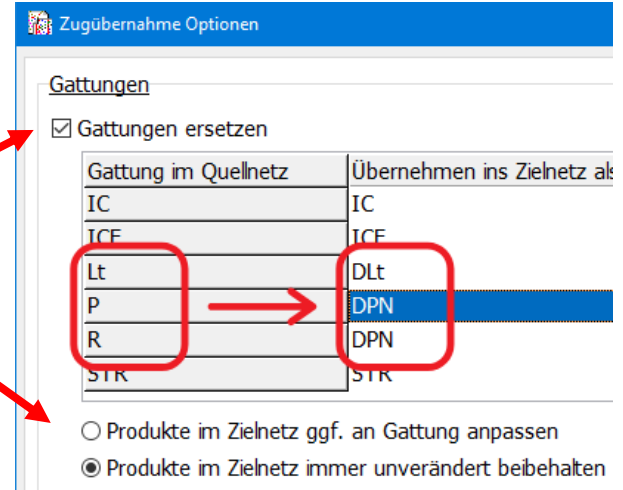 Zugübernahme Optionen
Gattungen
Gattungen ersetzen
Gattung im Quellnetz Übernehmen ins Zielnetz als
IC IC
ICE ICE
Lt DLt
P DPN
R DPN
STR STR
Produkte im Zielnetz ggf. an Gattung anpassen
Produkte im Zielnetz immer unverändert beibehalten